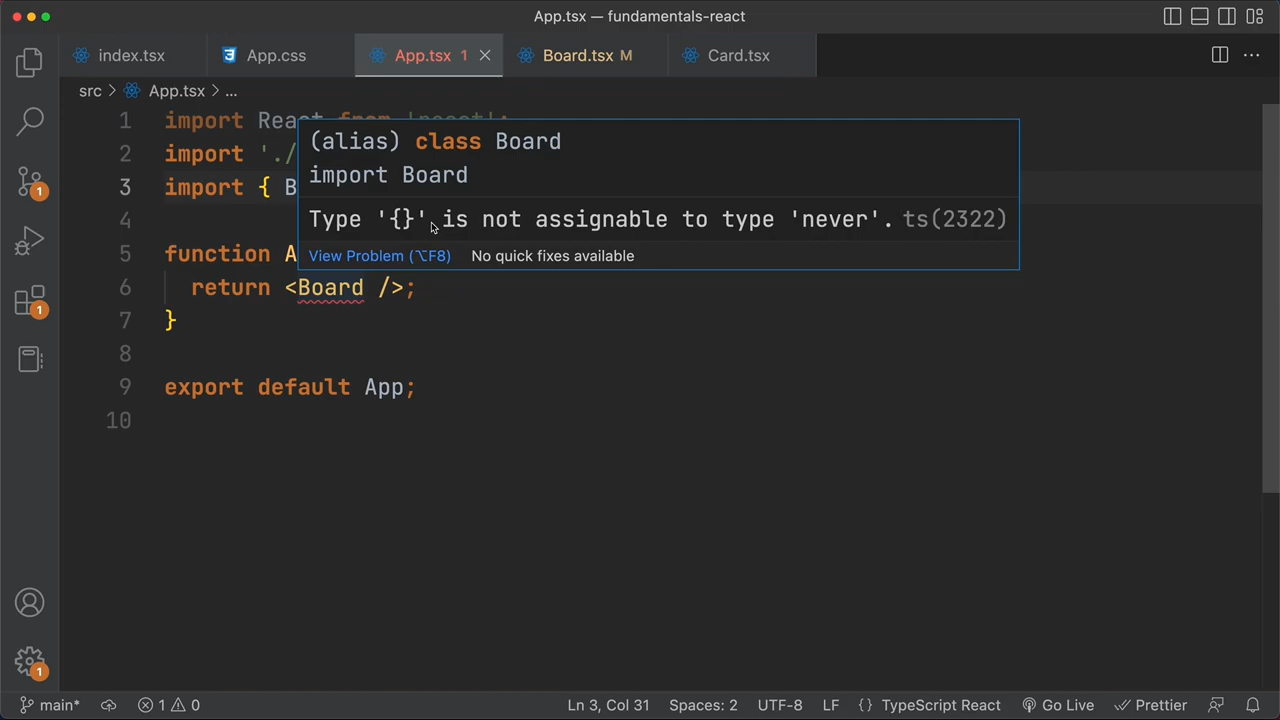 App.tsx — fundamentals-react
index.tsx
App.css
App.tsx 1
Board.tsx M
Card.tsx
src > App.tsx > ...
1 import React from 'react';
2 import './
3 import { B
4
5 function A
6 return <Board />;
7 }
8
9 export default App;
10
(alias) class Board
import Board
Type '{}' is not assignable to type 'never'. ts(2322)
View Problem (⌥F8) No quick fixes available
1
1
1
main* 1 0 Ln 3, Col 31 Spaces: 2 UTF-8 LF {} TypeScript React Go Live Prettier